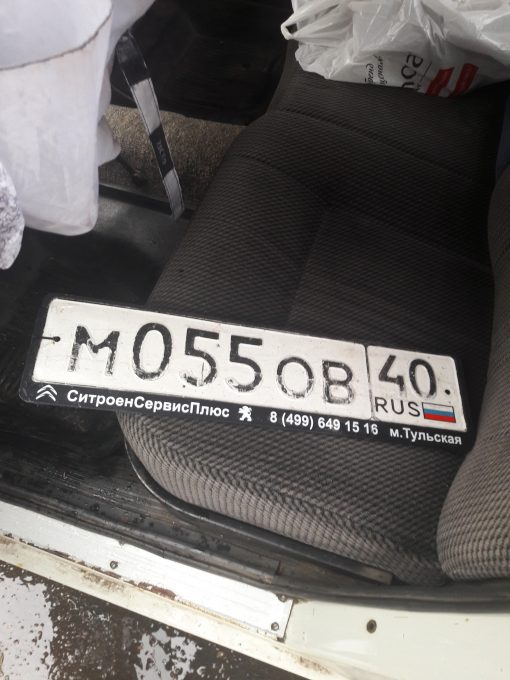 М055ОВ 40
RUS
СитроенСервисПлюс 8 (499) 649 15 16 м.Тульская